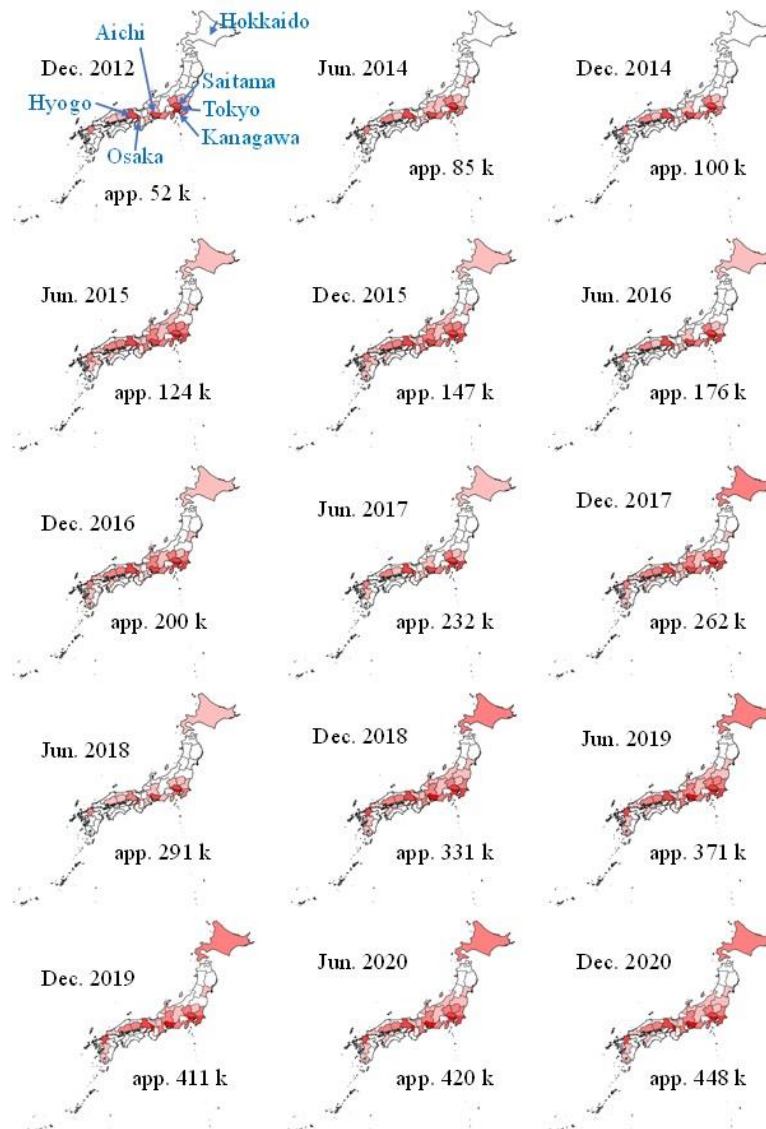 Hokkaido
Aichi
Dec. 2012
Jun. 2014
Dec. 2014
Saitama
Hyogo
Tokyo
Kanagawa
Osaka
app. 52 k
app. 85 k
app. 100 k
Jun. 2015
Dec. 2015
Jun. 2016
app. 124 k
app. 147 k
app. 176 k
Dec. 2016
Jun. 2017
Dec. 2017
app. 200 k
app. 232 k
app. 262 k
Jun. 2018
Dec. 2018
Jun. 2019
app. 291 k
app. 331 k
app. 371 k
Dec. 2019
Jun. 2020
Dec. 2020
app. 411 k
app. 420 k
app. 448 k